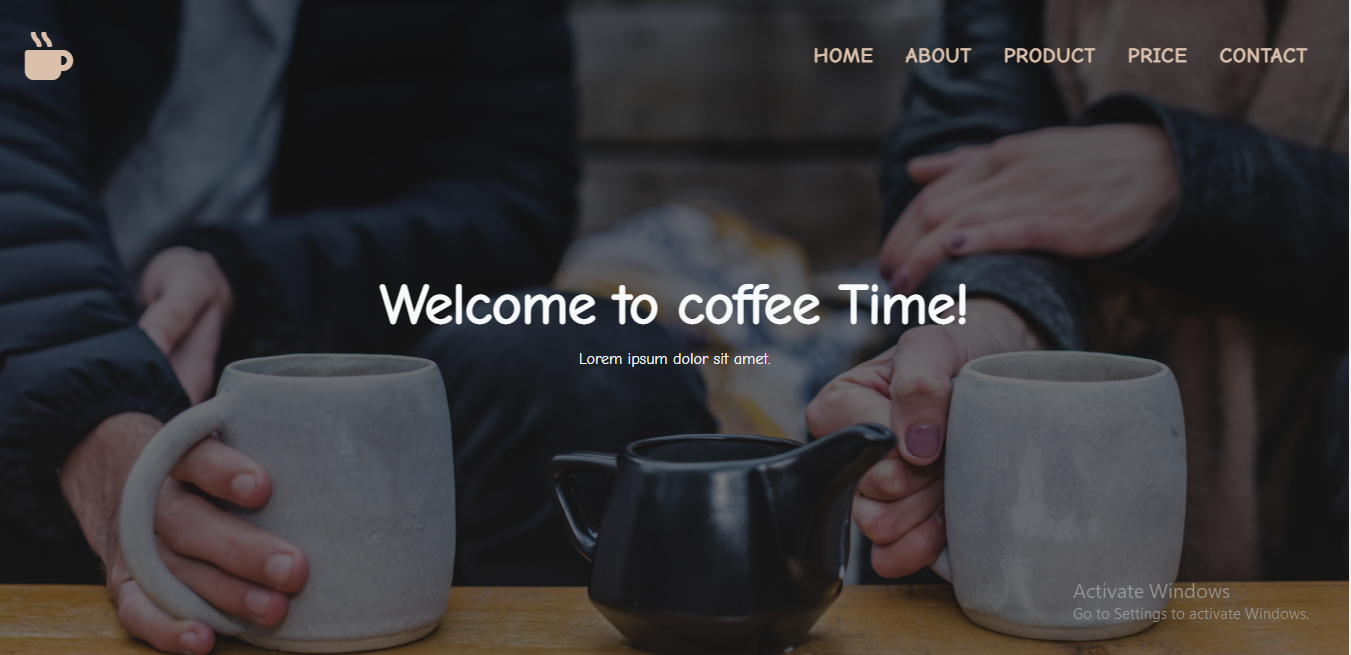 HOME ABOUT PRODUCT PRICE CONTACT
Welcome to coffee Time!
Lorem ipsum dolor sit amet.
Activate Windows
Go to Settings to activate Windows.